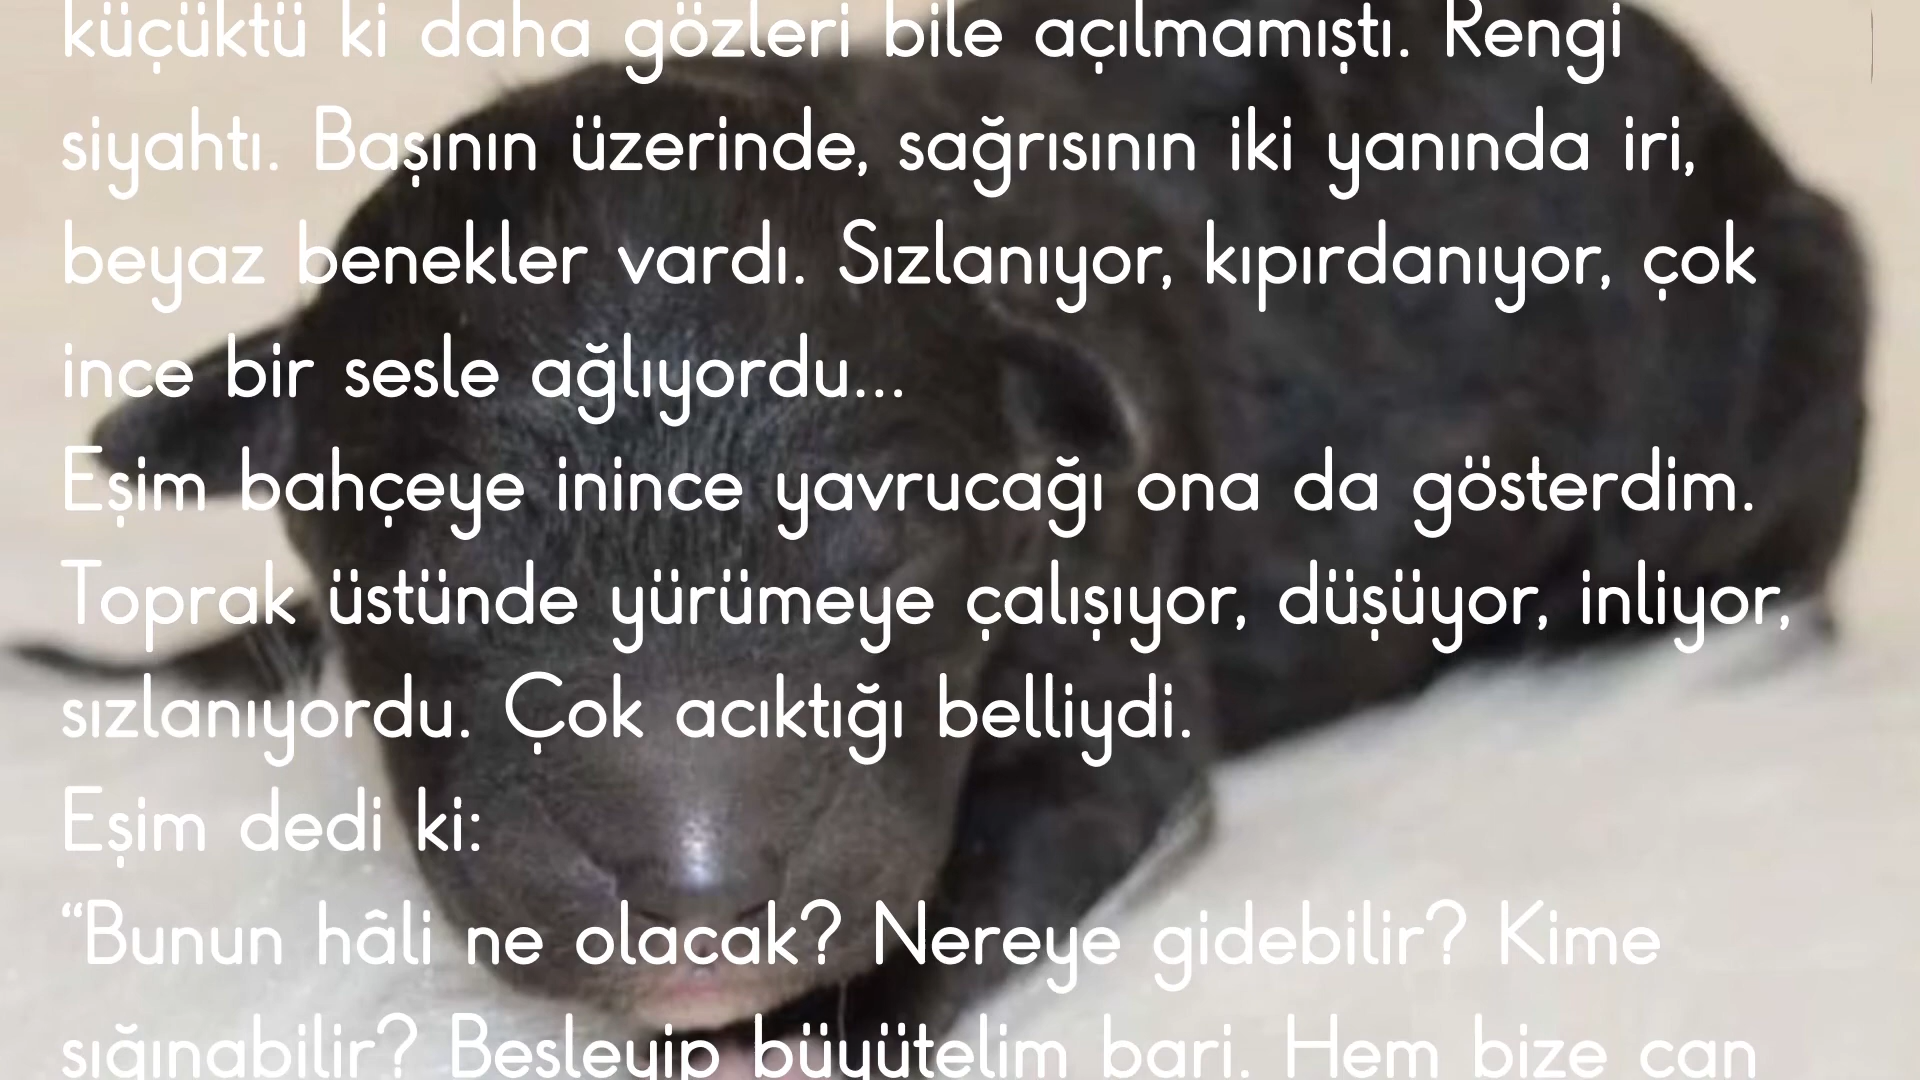 küçüktü ki daha gözleri bile açılmamıştı. Rengi
siyahtı. Başının üzerinde, sağrısının iki yanında iri,
beyaz benekler vardı. Sızlanıyor, kıpırdanıyor, çok
ince bir sesle ağlıyordu...
Eşim bahçeye inince yavrucağı ona da gösterdim.
Toprak üstünde yürümeye çalışıyor, düşüyor, inliyor,
sızlanıyordu. Çok acıktığı belliydi.
Eşim dedi ki:
“Bunun hâli ne olacak? Nereye gidebilir? Kime
sığınabilir? Besleyip büyütelim bari. Hem bize can